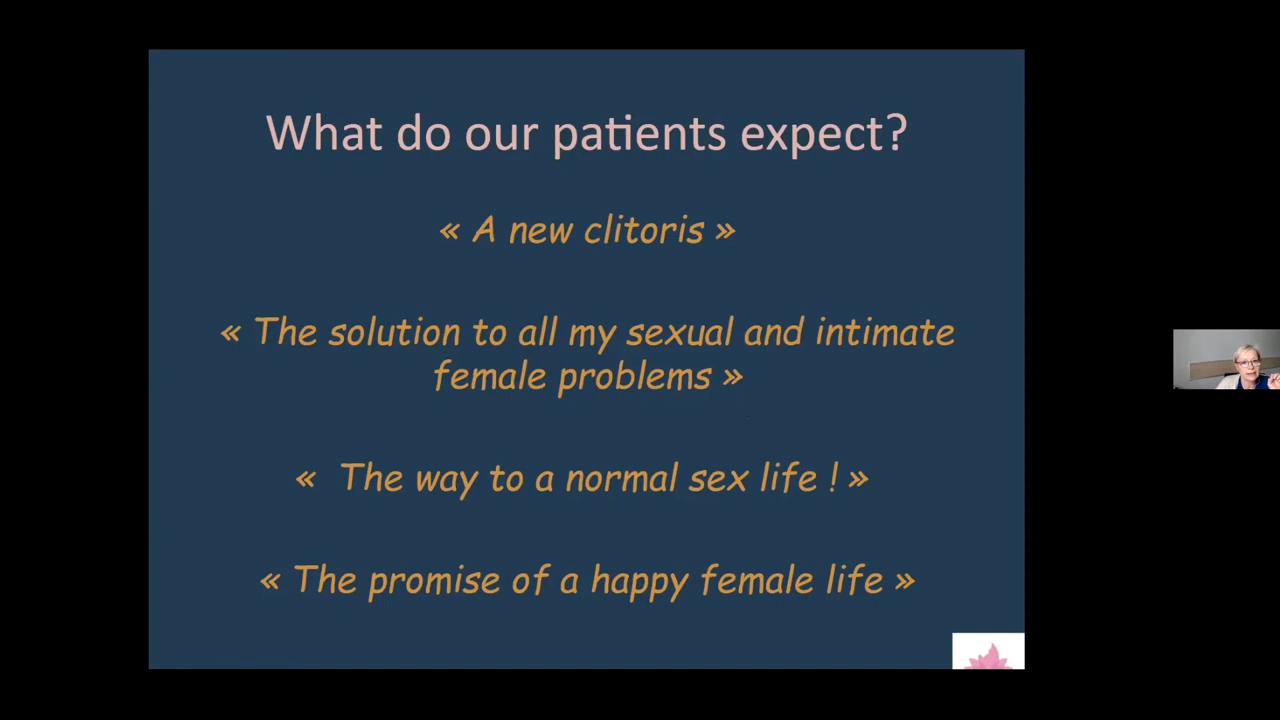 What do our patients expect?
« A new clitoris »
« The solution to all my sexual and intimate
female problems »
« The way to a normal sex life ! »
« The promise of a happy female life »